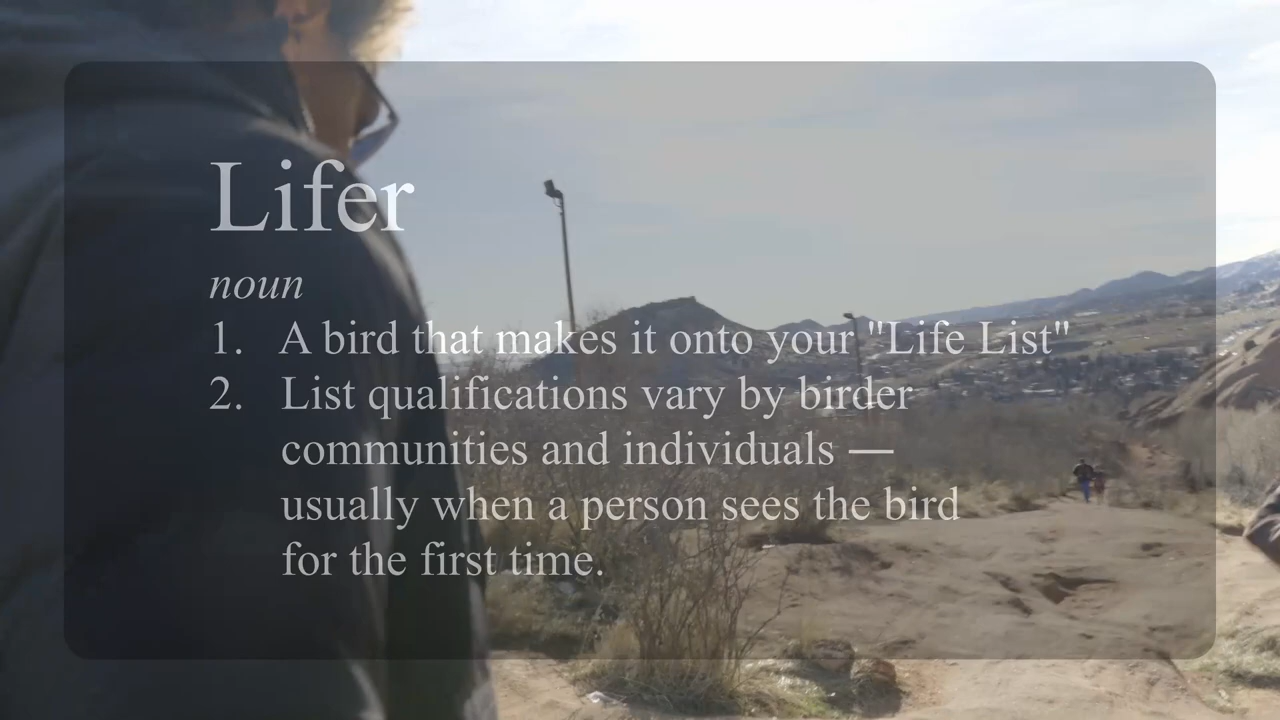 Lifer
noun
1. A bird that makes it onto your "Life List"
2. List qualifications vary by birder
communities and individuals —
usually when a person sees the bird
for the first time.